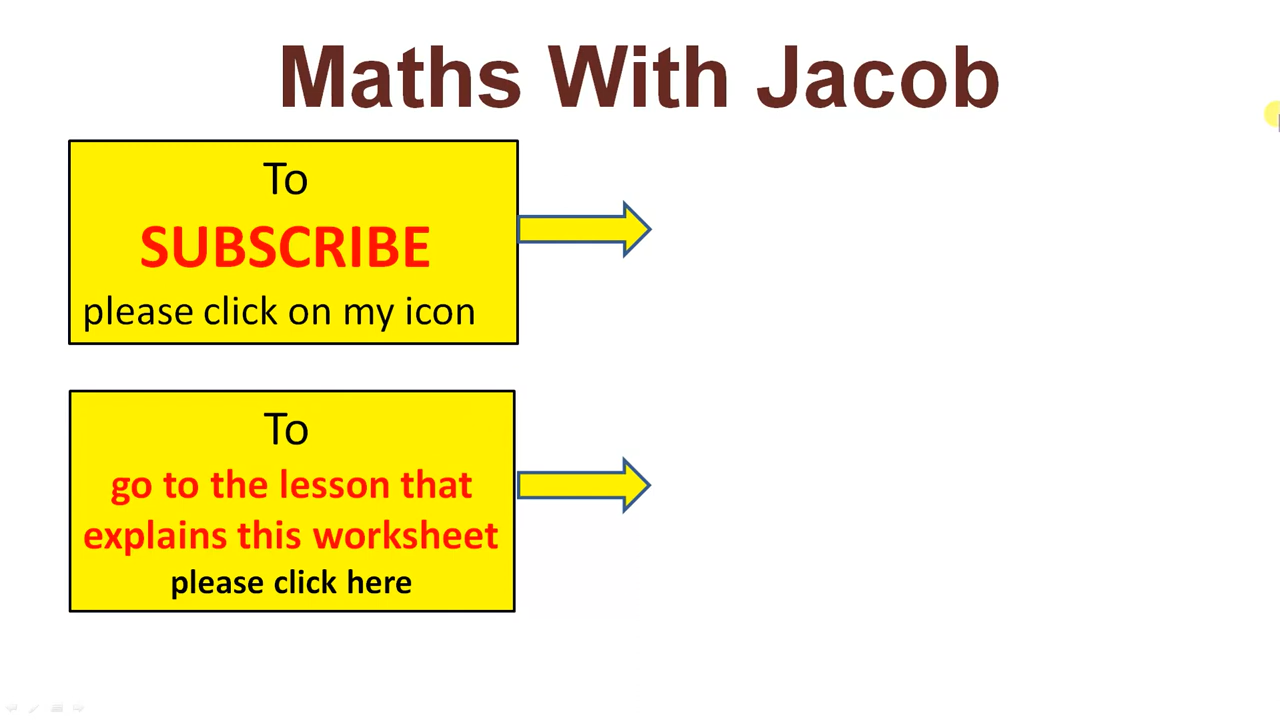 Maths With Jacob
To
SUBSCRIBE
please click on my icon
To
go to the lesson that
explains this worksheet
please click here